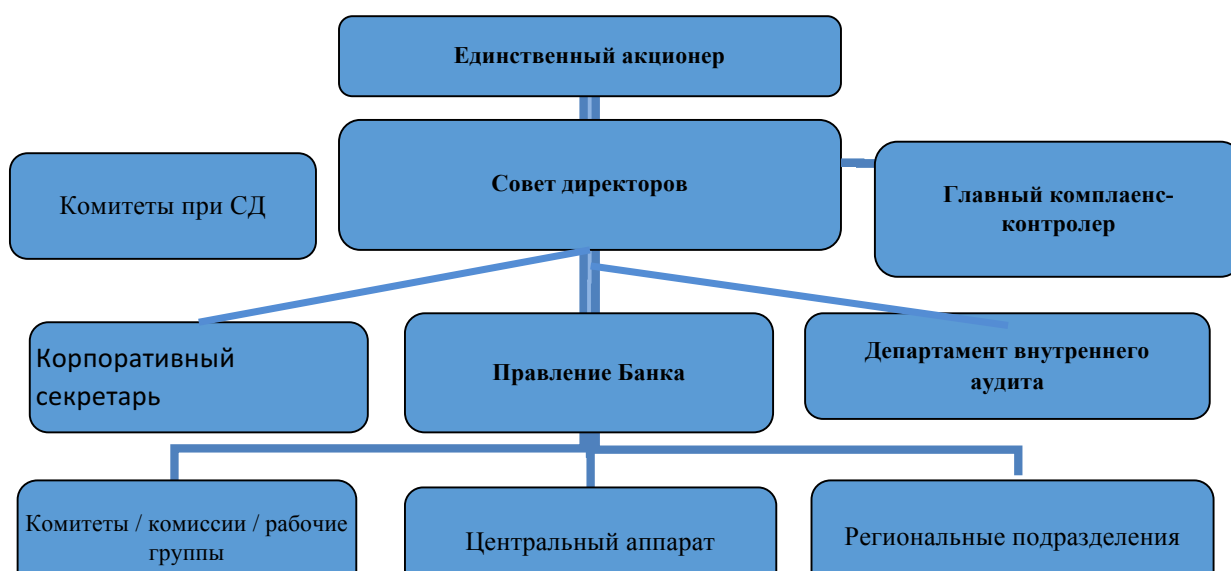 Единственный акционер
Комитеты при СД
Совет директоров
Главный комплаенс-
контролер
Корпоративный
секретарь
Правление Банка
Департамент внутреннего
аудита
Комитеты / комиссии / рабочие
группы
Центральный аппарат
Региональные подразделения